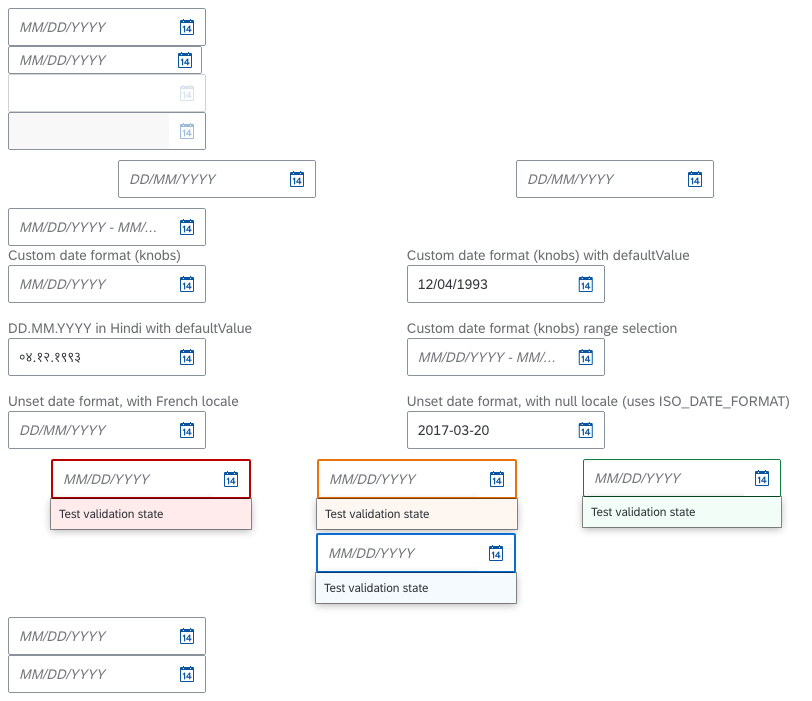 MM/DD/YYYY 14
MM/DD/YYYY 14
14
14
DD/MM/YYYY 14 DD/MM/YYYY 14
MM/DD/YYYY - MM/... 14
Custom date format (knobs) Custom date format (knobs) with defaultValue
MM/DD/YYYY 14 12/04/1993 14
DD.MM.YYYY in Hindi with defaultValue Custom date format (knobs) range selection
०४.१२.१९९३ 14 MM/DD/YYYY - MM/... 14
Unset date format, with French locale Unset date format, with null locale (uses ISO_DATE_FORMAT)
DD/MM/YYYY 14 2017-03-20 14
MM/DD/YYYY 14 MM/DD/YYYY 14 MM/DD/YYYY 14
Test validation state Test validation state Test validation state
MM/DD/YYYY 14
Test validation state
MM/DD/YYYY 14
MM/DD/YYYY 14